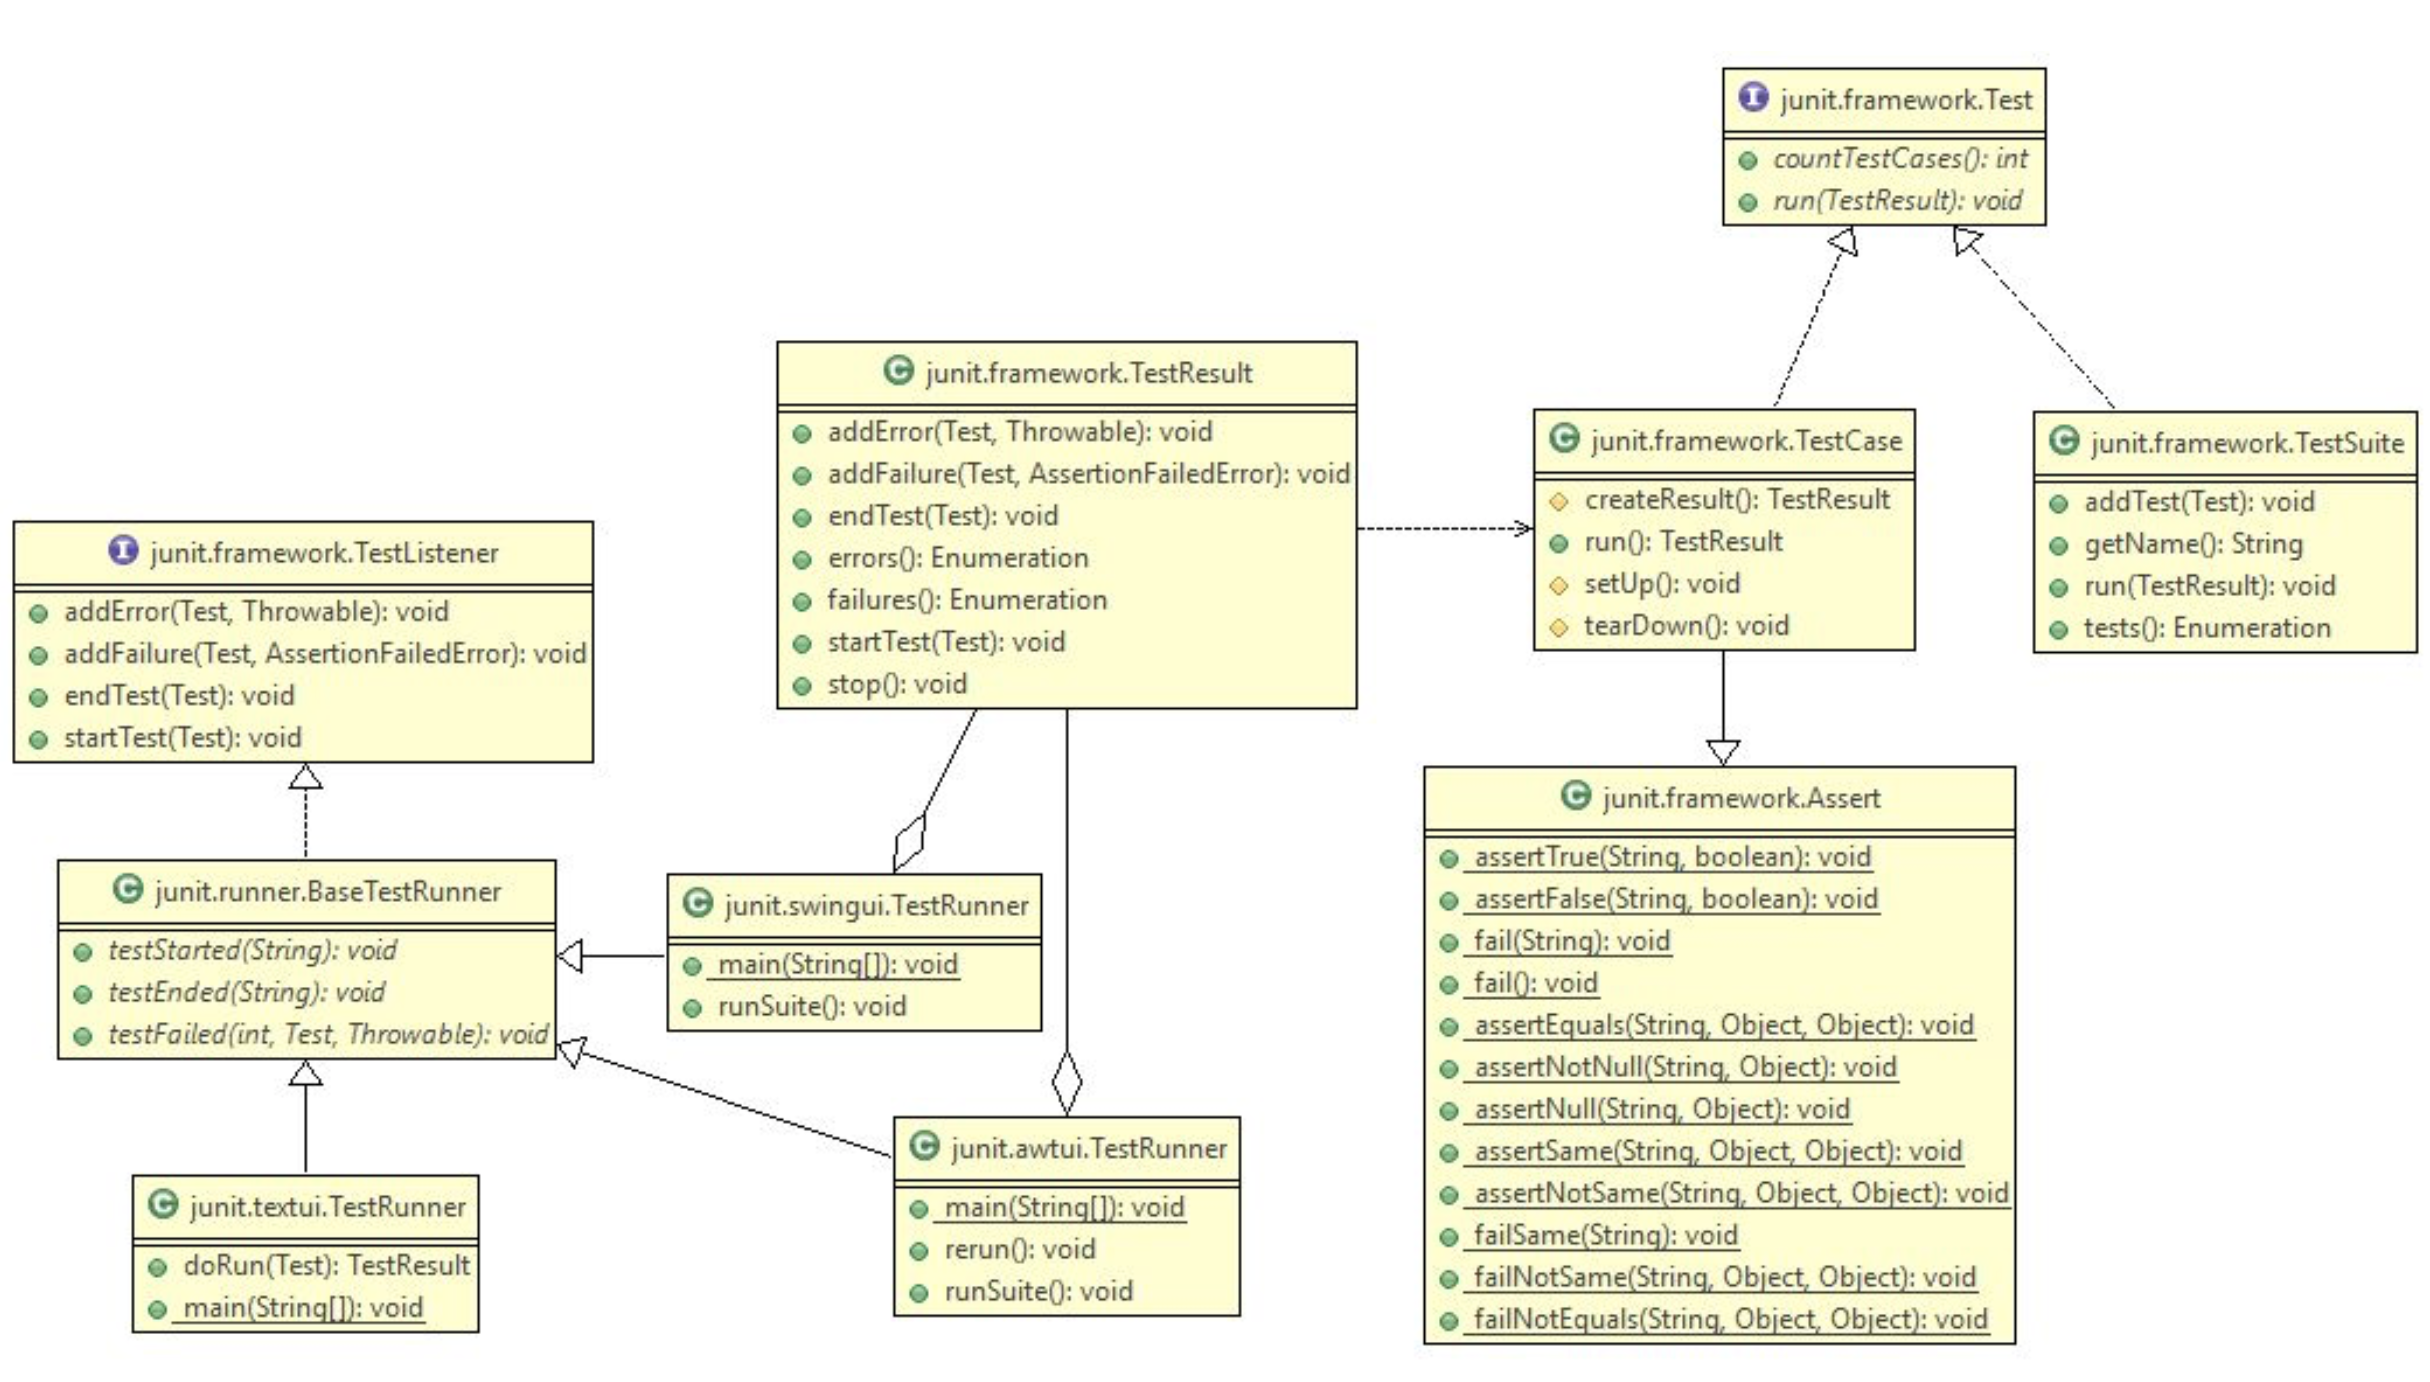 junit.framework.Test
countTestCases(): int
run(TestResult): void
junit.framework.TestResult
addError(Test, Throwable): void
addFailure(Test, AssertionFailedError): void
endTest(Test): void
errors(): Enumeration
failures(): Enumeration
startTest(Test): void
stop(): void
junit.framework.TestCase
createResult(): TestResult
run(): TestResult
setUp(): void
tearDown(): void
junit.framework.TestSuite
addTest(Test): void
getName(): String
run(TestResult): void
tests(): Enumeration
junit.framework.TestListener
addError(Test, Throwable): void
addFailure(Test, AssertionFailedError): void
endTest(Test): void
startTest(Test): void
junit.framework.Assert
assertTrue(String, boolean): void
assertFalse(String, boolean): void
fail(String): void
fail(): void
assertEquals(String, Object, Object): void
assertNotNull(String, Object): void
assertNull(String, Object): void
assertSame(String, Object, Object): void
assertNotSame(String, Object, Object): void
failSame(String): void
failNotSame(String, Object, Object): void
failNotEquals(String, Object, Object): void
junit.runner.BaseTestRunner
testStarted(String): void
testEnded(String): void
testFailed(int, Test, Throwable): void
junit.swingui.TestRunner
main(String[]): void
runSuite(): void
junit.awtui.TestRunner
main(String[]): void
rerun(): void
runSuite(): void
junit.textui.TestRunner
doRun(Test): TestResult
main(String[]): void